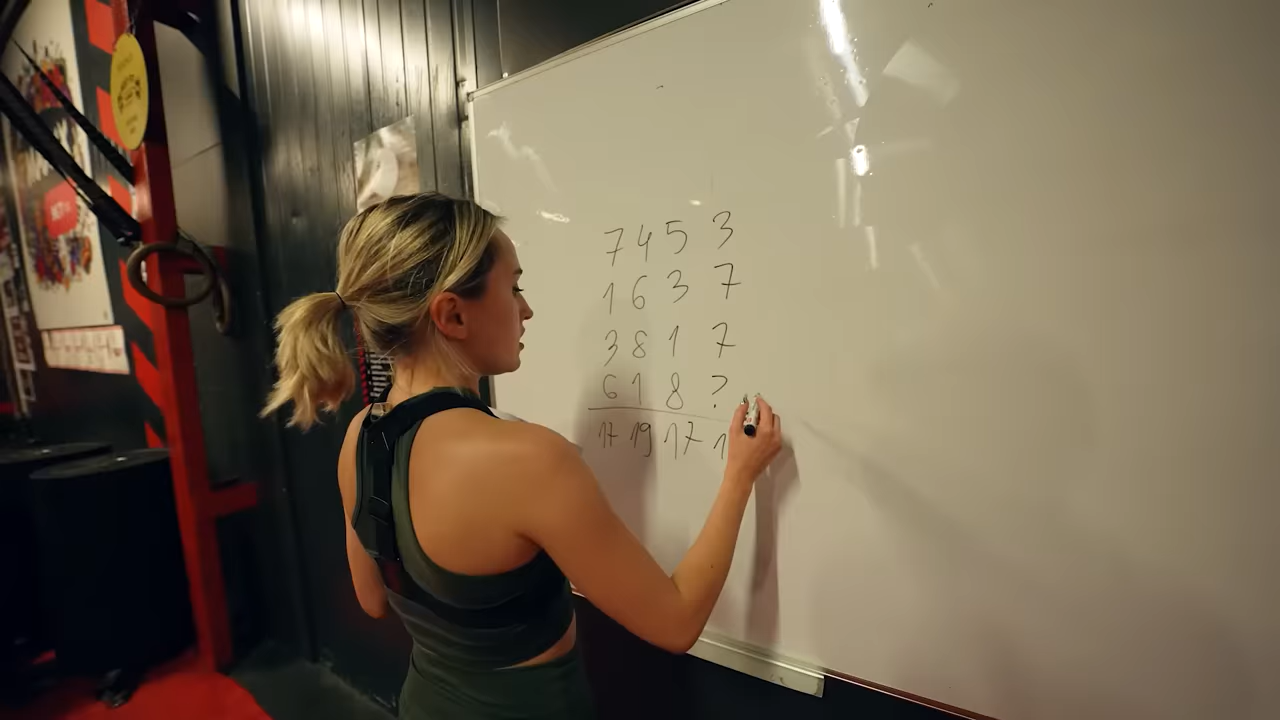 7 4 5 3
1 6 3 7
3 8 1 7
6 1 8 ?
17 19 17 1